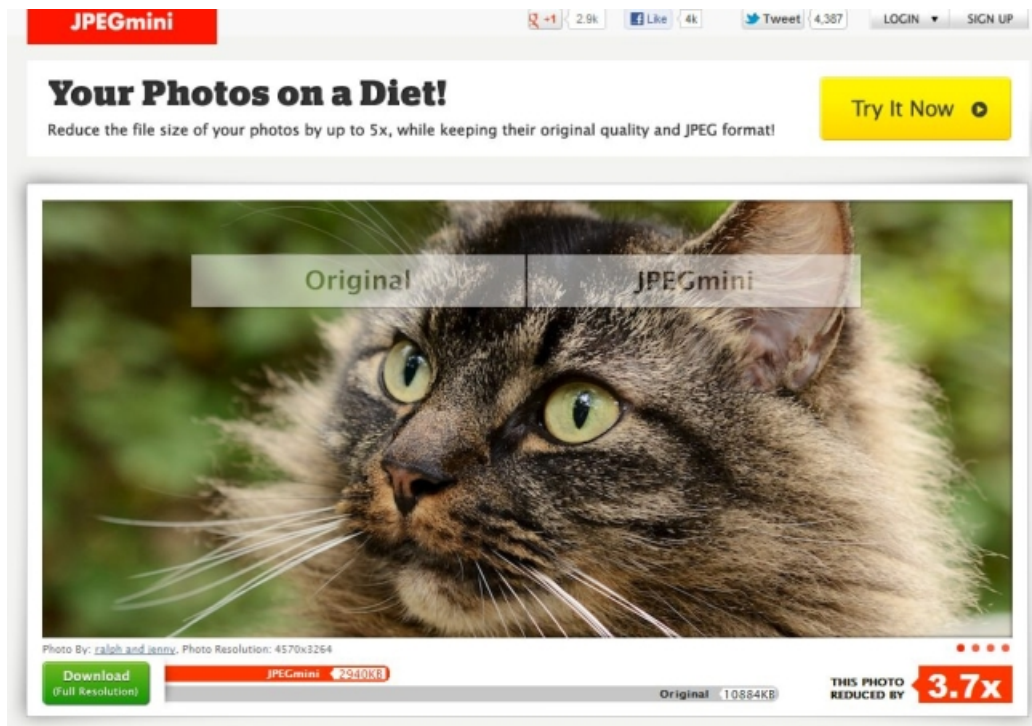 JPEGmini
+1 2.9k Like 4k Tweet 4,387 LOGIN SIGN UP
Your Photos on a Diet!
Reduce the file size of your photos by up to 5x, while keeping their original quality and JPEG format!
Try It Now
Original JPEGmini
Photo By: ralph and jenny, Photo Resolution: 4570x3264
Download
(Full Resolution)
JPEGmini 2940KB
Original 10884KB
THIS PHOTO
REDUCED BY
3.7x